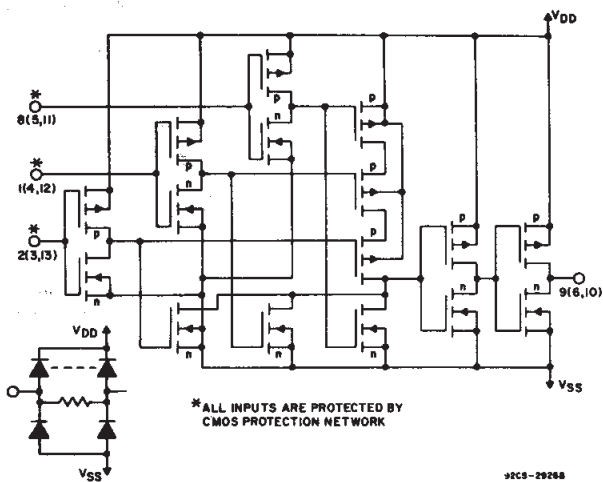 VDD
*
8(5,11)
p
n
p
*
1(4,12)
p
n
p
*
2(3,13)
p
n
p
p
p
9(6,10)
n
n
n
n
n
VDD
VSS
*ALL INPUTS ARE PROTECTED BY
CMOS PROTECTION NETWORK
VSS
92CS-29268